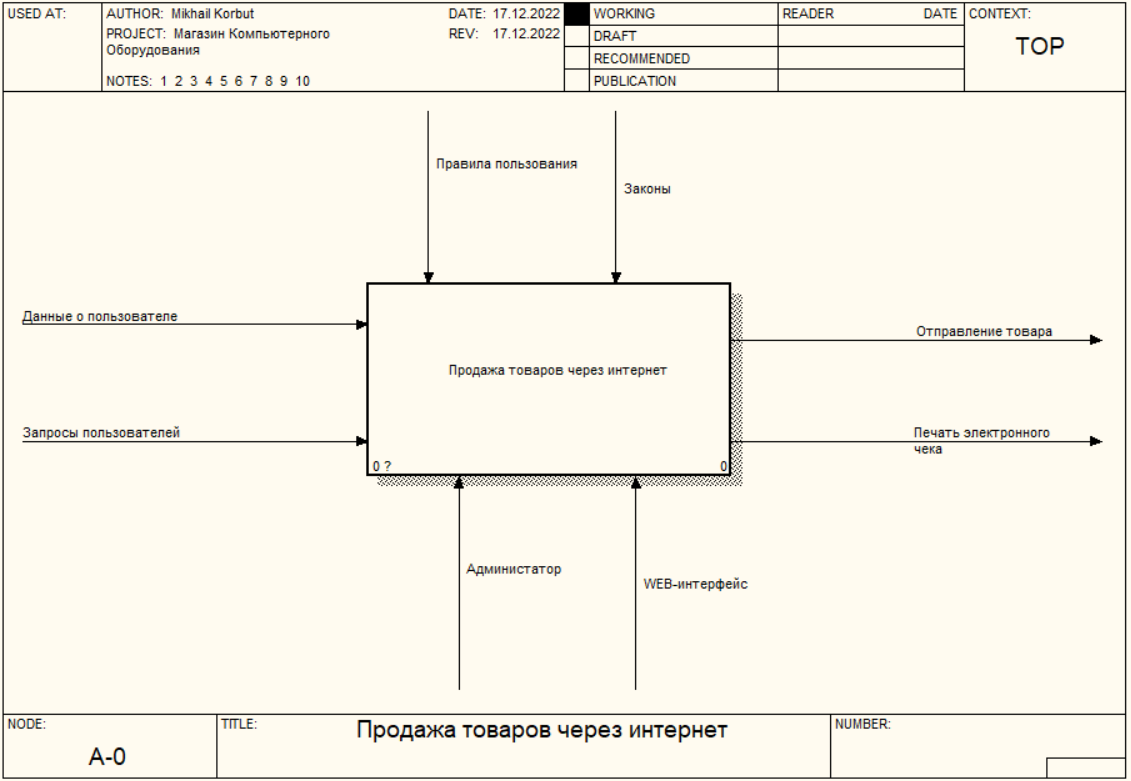 USED AT:
AUTHOR: Mikhail Korbut
DATE: 17.12.2022
PROJECT: Магазин Компьютерного
Оборудования
REV: 17.12.2022
NOTES: 1 2 3 4 5 6 7 8 9 10
WORKING
DRAFT
RECOMMENDED
PUBLICATION
READER
DATE
CONTEXT:
TOP
Правила пользования
Законы
Данные о пользователе
Отправление товара
Продажа товаров через интернет
Запросы пользователей
Печать электронного
чека
0 ?
0
Администатор
WEB-интерфейс
NODE:
A-0
TITLE:
Продажа товаров через интернет
NUMBER: